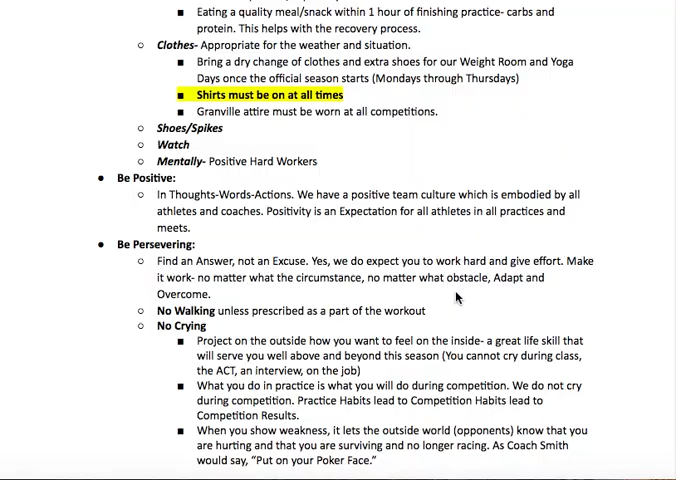 ■ Eating a quality meal/snack within 1 hour of finishing practice- carbs and
protein. This helps with the recovery process.
○ Clothes- Appropriate for the weather and situation.
■ Bring a dry change of clothes and extra shoes for our Weight Room and Yoga
Days once the official season starts (Mondays through Thursdays)
■ Shirts must be on at all times
■ Granville attire must be worn at all competitions.
○ Shoes/Spikes
○ Watch
○ Mentally- Positive Hard Workers
● Be Positive:
○ In Thoughts-Words-Actions. We have a positive team culture which is embodied by all
athletes and coaches. Positivity is an Expectation for all athletes in all practices and
meets.
● Be Persevering:
○ Find an Answer, not an Excuse. Yes, we do expect you to work hard and give effort. Make
it work- no matter what the circumstance, no matter what obstacle, Adapt and
Overcome.
○ No Walking unless prescribed as a part of the workout
○ No Crying
■ Project on the outside how you want to feel on the inside- a great life skill that
will serve you well above and beyond this season (You cannot cry during class,
the ACT, an interview, on the job)
■ What you do in practice is what you will do during competition. We do not cry
during competition. Practice Habits lead to Competition Habits lead to
Competition Results.
■ When you show weakness, it lets the outside world (opponents) know that you
are hurting and that you are surviving and no longer racing. As Coach Smith
would say, “Put on your Poker Face.”